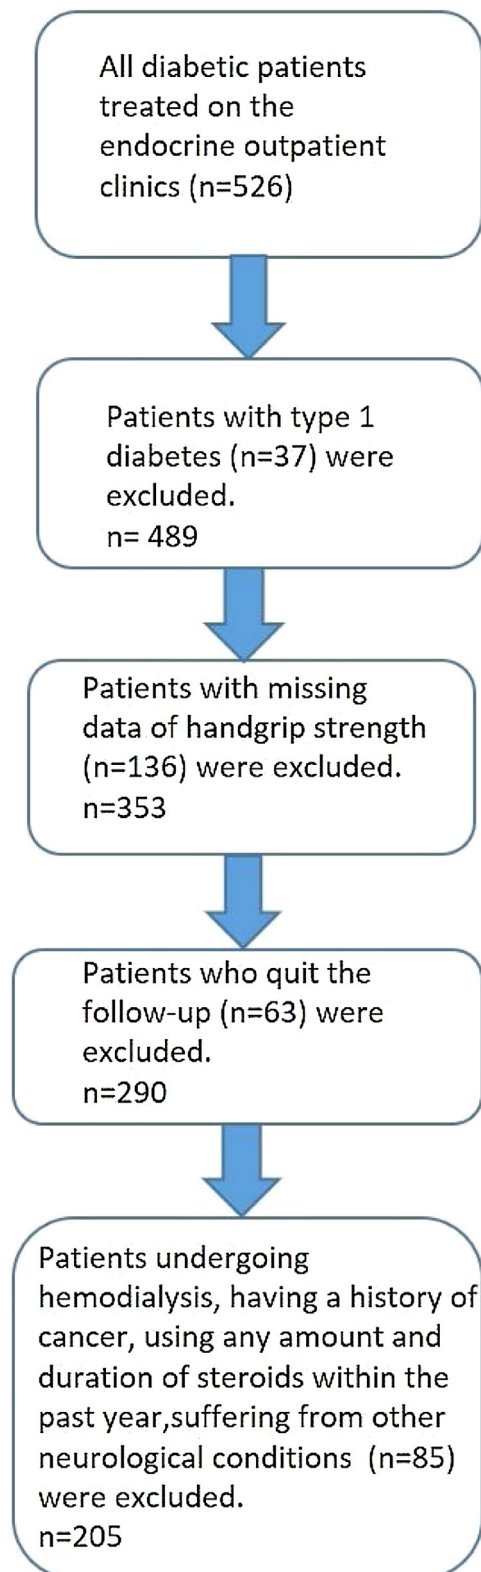 All diabetic patients
treated on the
endocrine outpatient
clinics (n=526)
Patients with type 1
diabetes (n=37) were
excluded.
n= 489
Patients with missing
data of handgrip strength
(n=136) were excluded.
n=353
Patients who quit the
follow-up (n=63) were
excluded.
n=290
Patients undergoing
hemodialysis, having a history of
cancer, using any amount and
duration of steroids within the
past year,suffering from other
neurological conditions  (n=85)
were excluded.
n=205